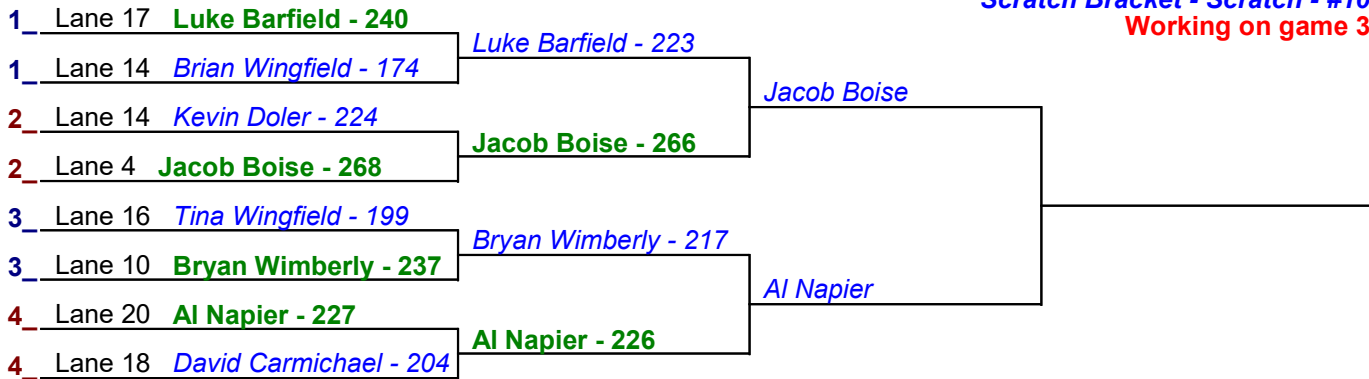 Scratch Bracket - Scratch - #10
Working on game 3
1_ Lane 17 Luke Barfield - 240
1_ Lane 14 Brian Wingfield - 174
2_ Lane 14 Kevin Doler - 224
2_ Lane 4 Jacob Boise - 268
3_ Lane 16 Tina Wingfield - 199
3_ Lane 10 Bryan Wimberly - 237
4_ Lane 20 Al Napier - 227
4_ Lane 18 David Carmichael - 204
Luke Barfield - 223
Jacob Boise - 266
Bryan Wimberly - 217
Al Napier - 226
Jacob Boise
Al Napier